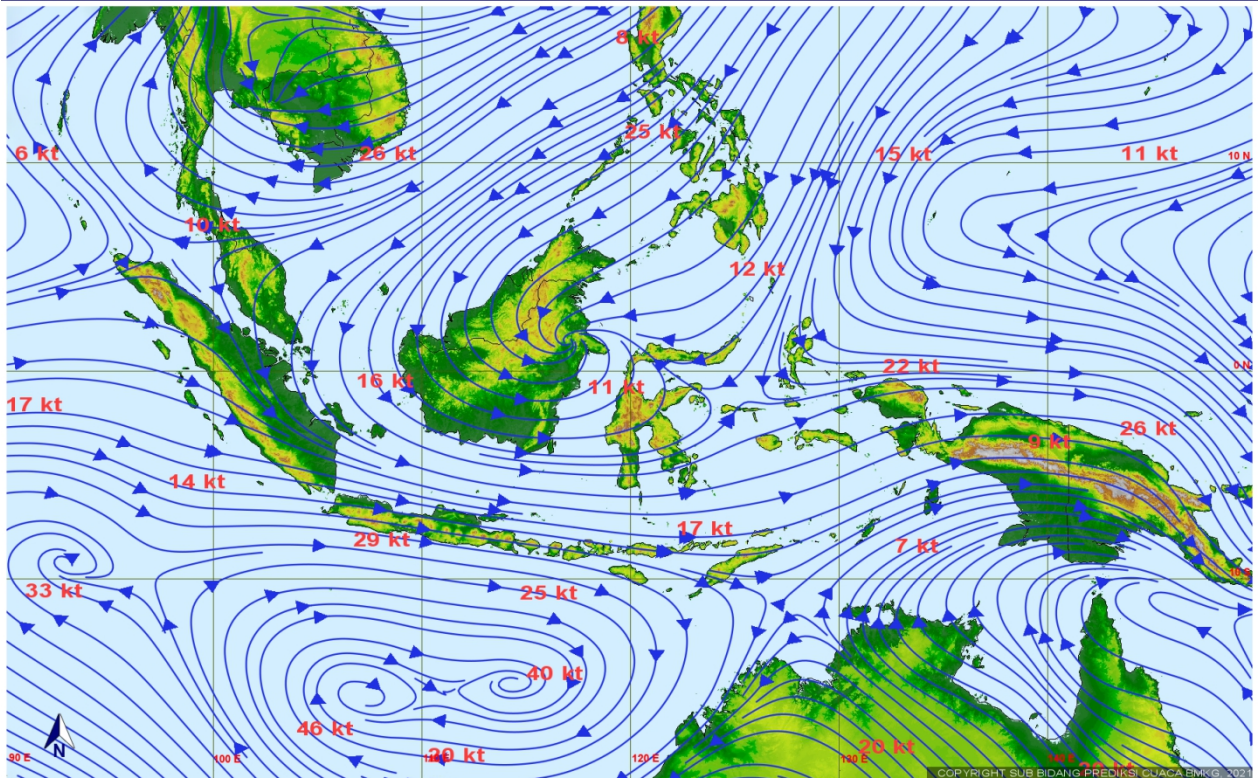 8 kt
25 kt
6 kt
26 kt
15 kt
11 kt
10 N
10 kt
12 kt
22 kt
0 N
16 kt
11 kt
17 kt
26 kt
9 kt
14 kt
17 kt
29 kt
7 kt
10 S
33 kt
25 kt
40 kt
46 kt
20 kt
N
90 E
100 E
120 E
130 E
COPYRIGHT SUB BIDANG PREDIKSI CUACA BMKG, 202